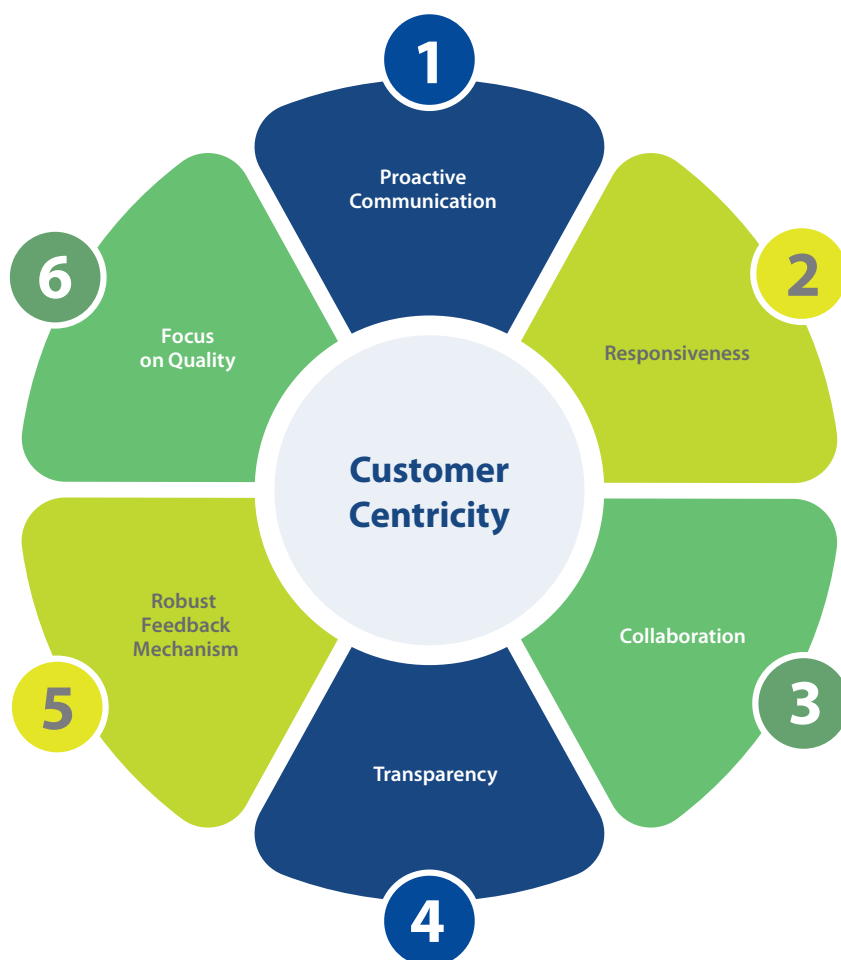 1
Proactive
Communication
2
Responsiveness
3
Collaboration
4
Transparency
5
Robust
Feedback
Mechanism
6
Focus
on Quality
Customer
Centricity